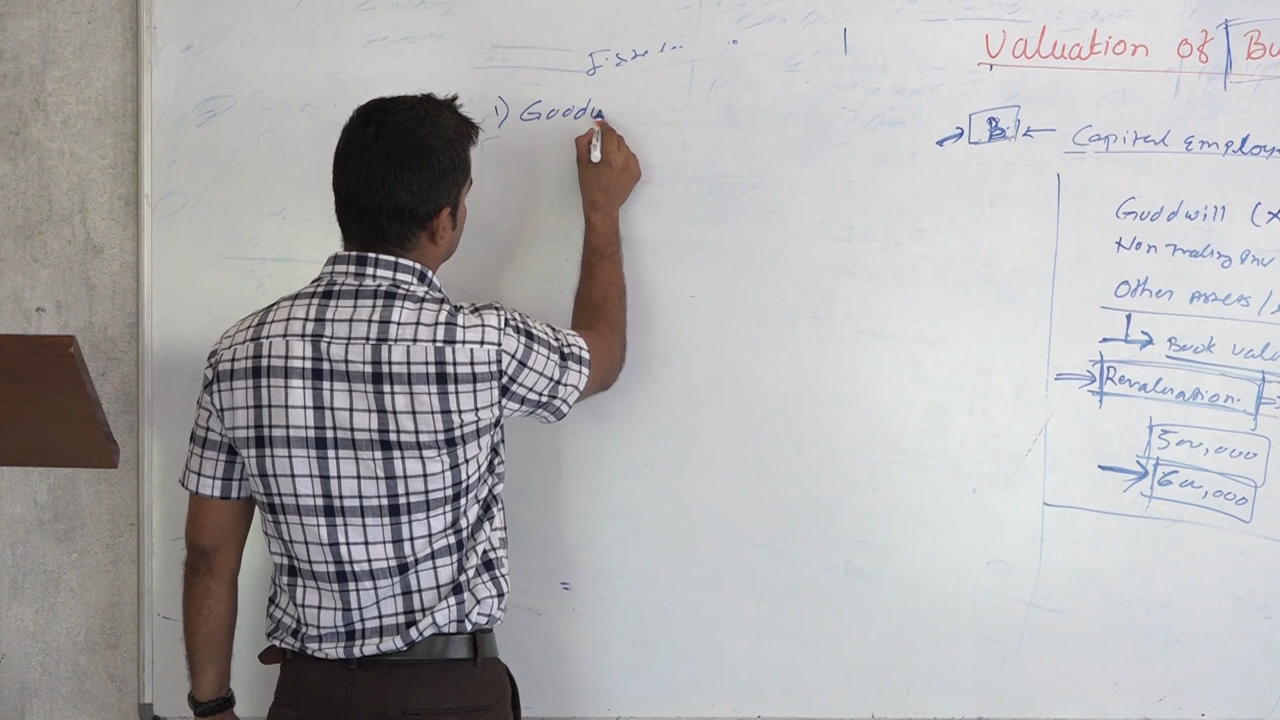 1) Goodw
Valuation of Bu
B ← Capital employ
Goodwill (x
Non trading Inv
Other Assets /
Book valu
Revaluation.
500,000
600,000